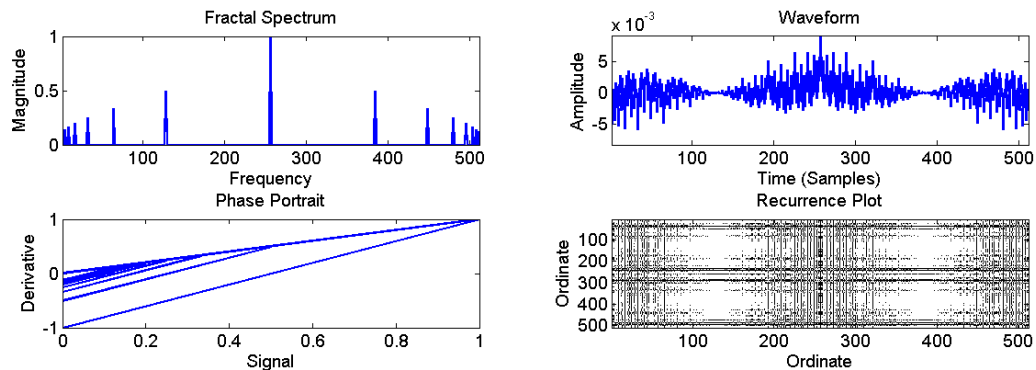 Fractal Spectrum
1
0.5
0
Magnitude
100 200 300 400 500
Frequency
Waveform
x 10-3
5
0
-5
Amplitude
100 200 300 400 500
Time (Samples)
Phase Portrait
1
0
-1
Derivative
0 0.2 0.4 0.6 0.8 1
Signal
Recurrence Plot
100
200
300
400
500
Ordinate
100 200 300 400 500
Ordinate